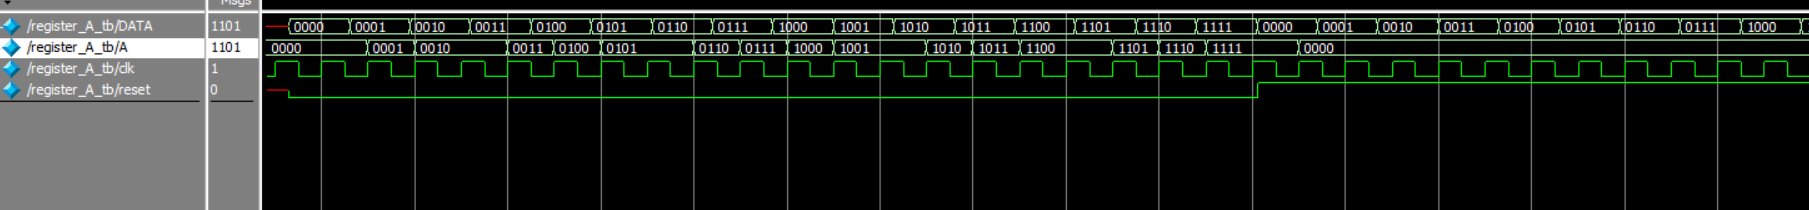 Msgs
/register_A_tb/DATA 1101 0000 0001 0010 0011 0100 0101 0110 0111 1000 1001 1010 1011 1100 1101 1110 1111 0000 0001 0010 0011 0100 0101 0110 0111 1000
/register_A_tb/A 1101 0000 0001 0010 0011 0100 0101 0110 0111 1000 1001 1010 1011 1100 1101 1110 1111 0000
/register_A_tb/clk 1
/register_A_tb/reset 0